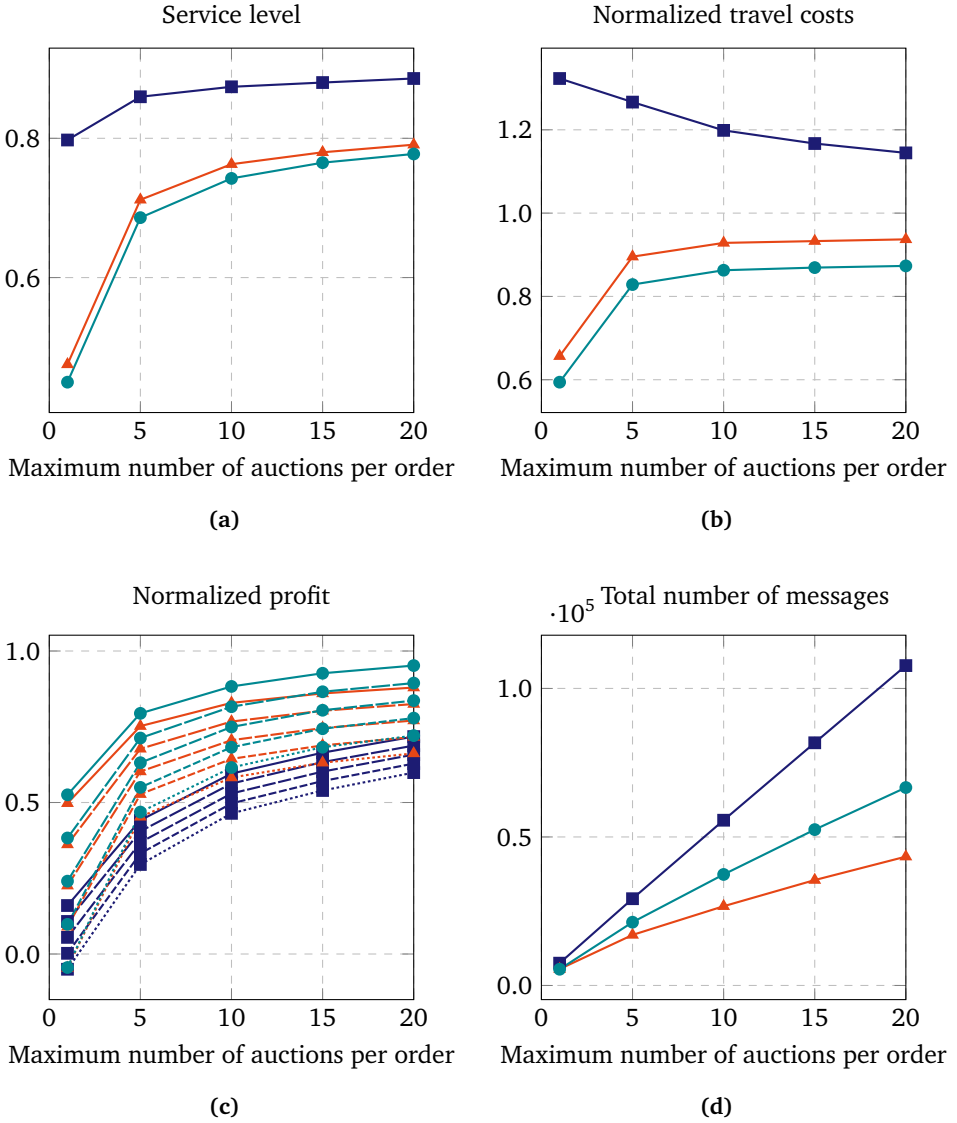 Service level
0.8
0.6
0 5 10 15 20
Maximum number of auctions per order
(a)
Normalized travel costs
1.2
1.0
0.8
0.6
0 5 10 15 20
Maximum number of auctions per order
(b)
Normalized profit
1.0
0.5
0.0
0 5 10 15 20
Maximum number of auctions per order
(c)
·10⁵ Total number of messages
1.0
0.5
0.0
0 5 10 15 20
Maximum number of auctions per order
(d)